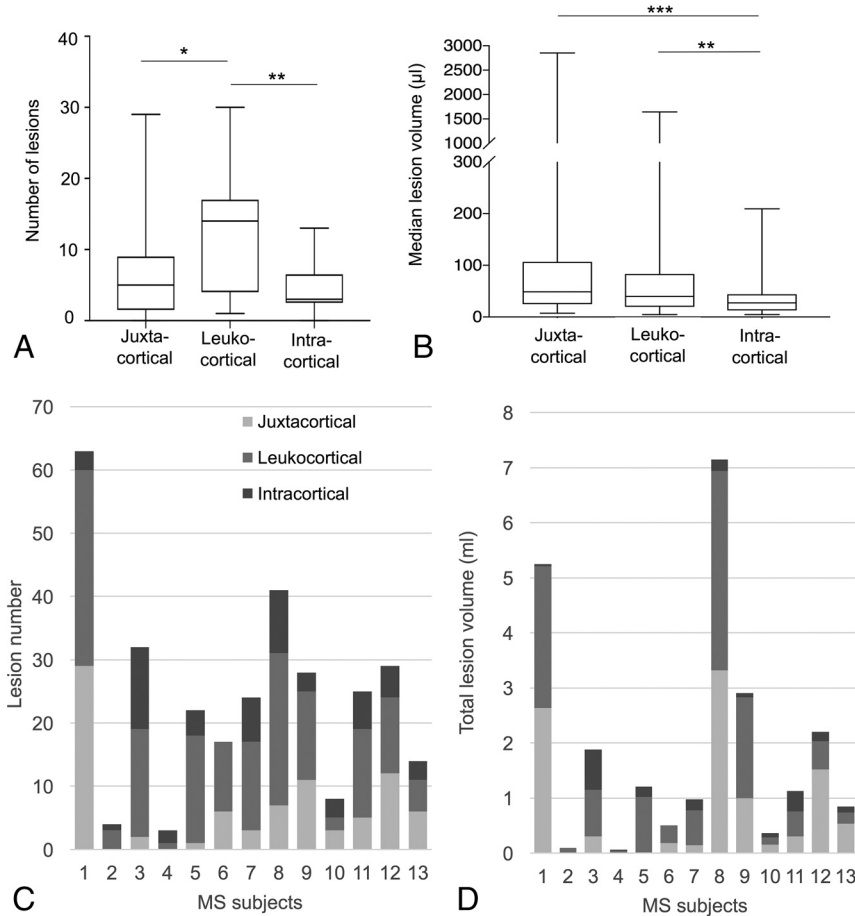 ***
*
**
**
40
30
20
10
0
Number of lesions
Juxta-
cortical
Leuko-
cortical
Intra-
cortical
A
3000
2500
2000
1500
1000
300
200
100
0
Median lesion volume (µl)
Juxta-
cortical
Leuko-
cortical
Intra-
cortical
B
70
60
50
40
30
20
10
0
Lesion number
Juxtacortical
Leukocortical
Intracortical
1 2 3 4 5 6 7 8 9 10 11 12 13
MS subjects
C
8
7
6
5
4
3
2
1
0
Total lesion volume (ml)
1 2 3 4 5 6 7 8 9 10 11 12 13
MS subjects
D